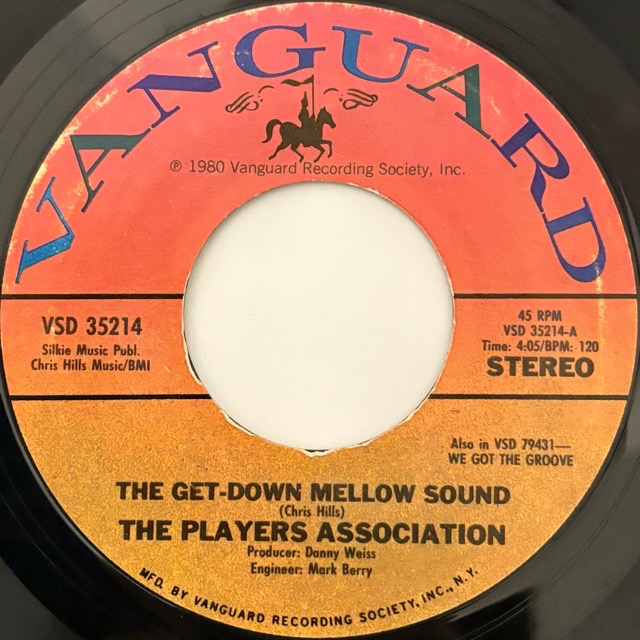 VANGUARD
℗ 1980 Vanguard Recording Society, Inc.
VSD 35214
Silkie Music Publ.
Chris Hills Music/BMI
45 RPM
VSD 35214-A
Time: 4:05/BPM: 120
STEREO
Also in VSD 79431—
WE GOT THE GROOVE
THE GET-DOWN MELLOW SOUND
(Chris Hills)
THE PLAYERS ASSOCIATION
Producer: Danny Weiss
Engineer: Mark Berry
MFD. BY VANGUARD RECORDING SOCIETY, INC., N.Y.